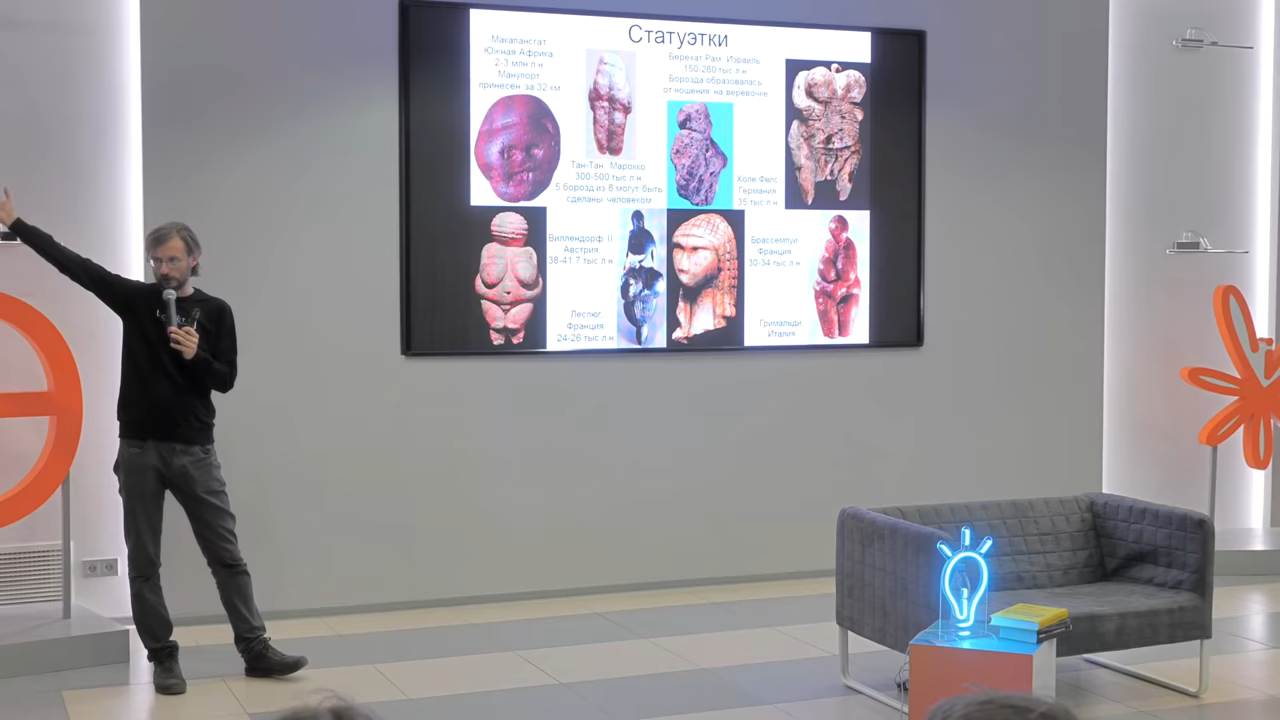 Статуэтки
Макапансгат
Южная Африка
2-3 млн л н
Манупорт
принесён за 32 км
Берехат Рам Израиль
150-280 тыс л н
Борозда образовалась
от ношения на веревочке
Тан-Тан, Марокко
300-500 тыс л н
5 борозд из 8 могут быть
сделаны человеком
Холе Фелс
Германия
35 тыс л н
Виллендорф II
Австрия,
38-41.7 тыс л н
Брассемпуи
Франция
30-34 тыс л н
Леспюг,
Франция
24-26 тыс л н
Гримальди,
Италия